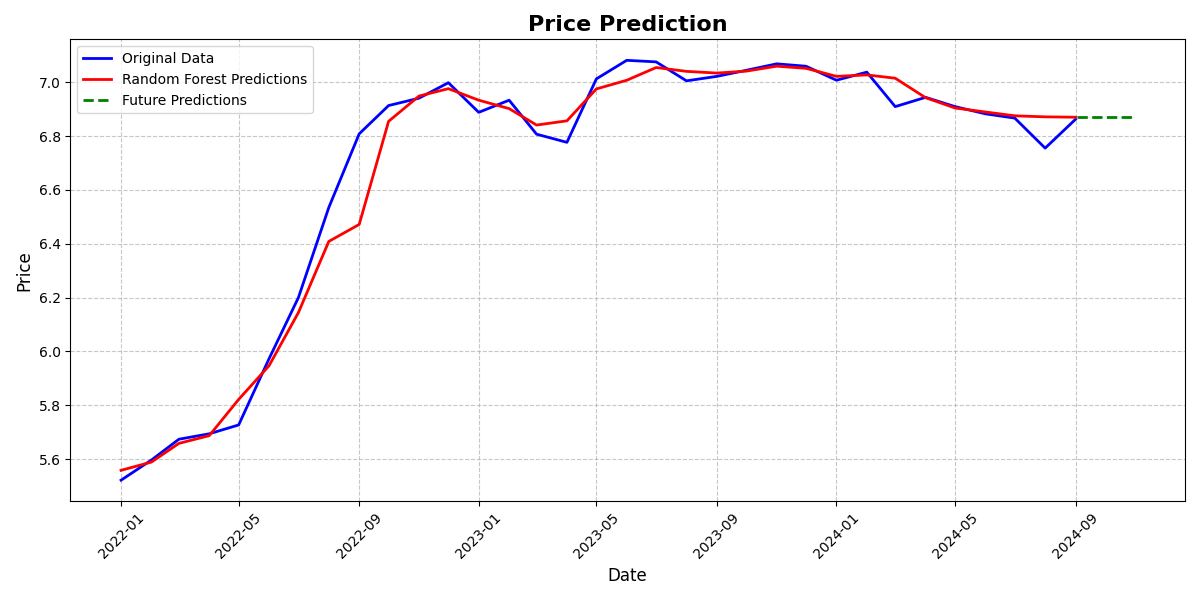 Price Prediction
Original Data
Random Forest Predictions
Future Predictions
Price
7.0
6.8
6.6
6.4
6.2
6.0
5.8
5.6
2022-01
2022-05
2022-09
2023-01
2023-05
2023-09
2024-01
2024-05
2024-09
Date